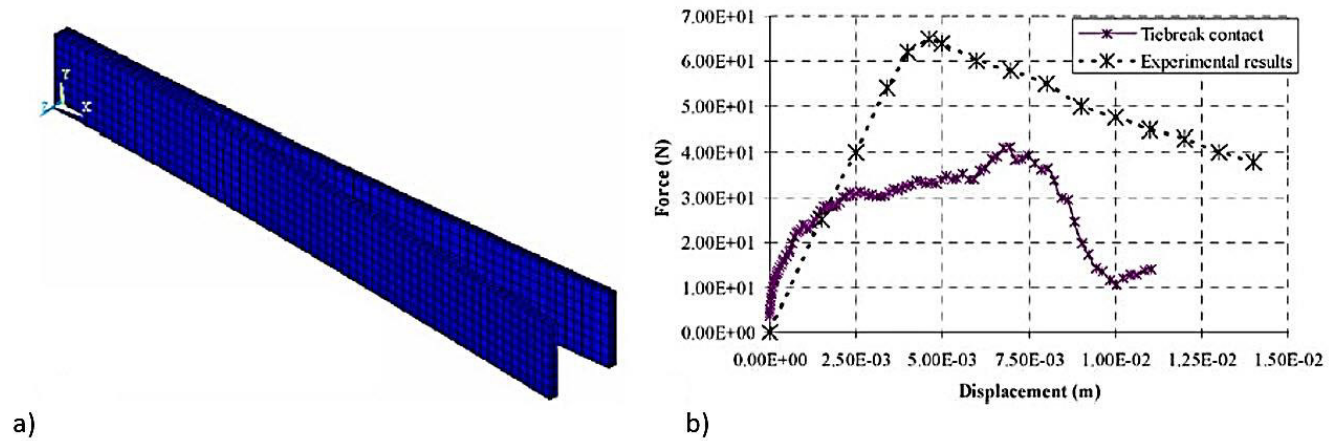 Y
Z
X
a)
7.00E+01
6.00E+01
5.00E+01
4.00E+01
3.00E+01
2.00E+01
1.00E+01
0.00E+00
Force (N)
Tiebreak contact
Experimental results
0.00E+00 2.50E-03 5.00E-03 7.50E-03 1.00E-02 1.25E-02 1.50E-02
Displacement (m)
b)